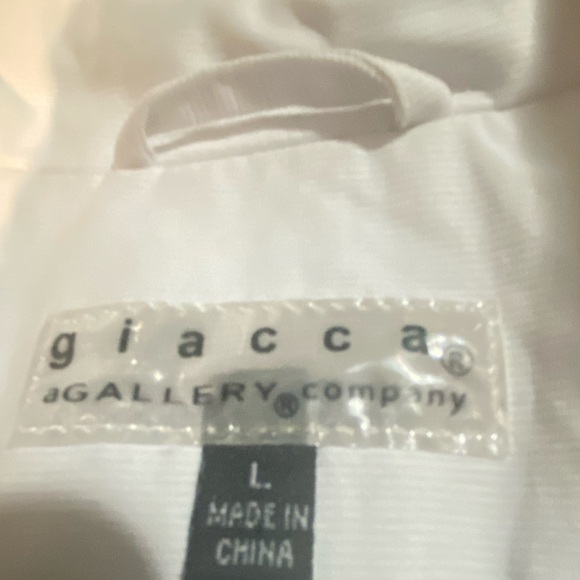 giacca®
aGALLERY® company
L.
MADE IN
CHINA